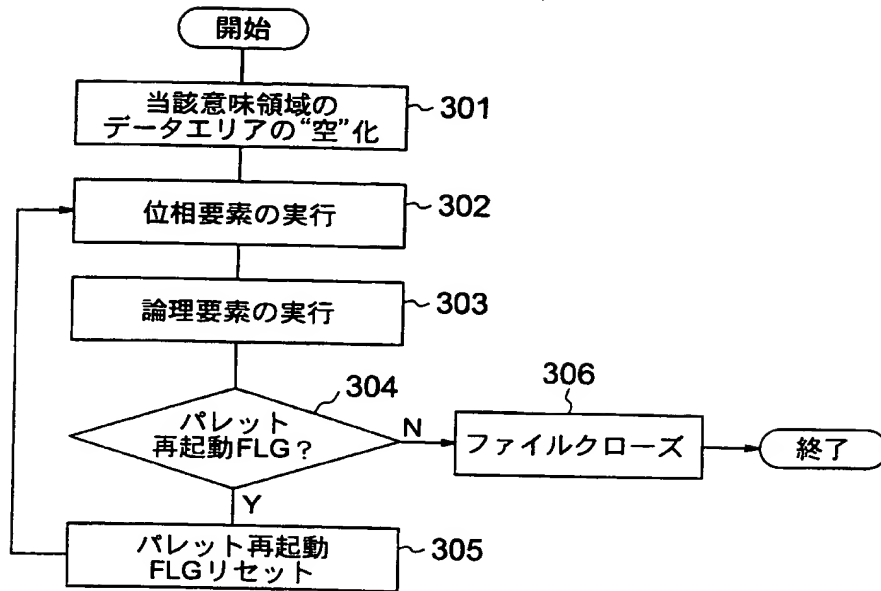 開始
当該意味領域の
データエリアの“空”化
301
位相要素の実行
302
論理要素の実行
303
304
パレット
再起動FLG?
N
306
ファイルクローズ
終了
Y
パレット再起動
FLGリセット
305